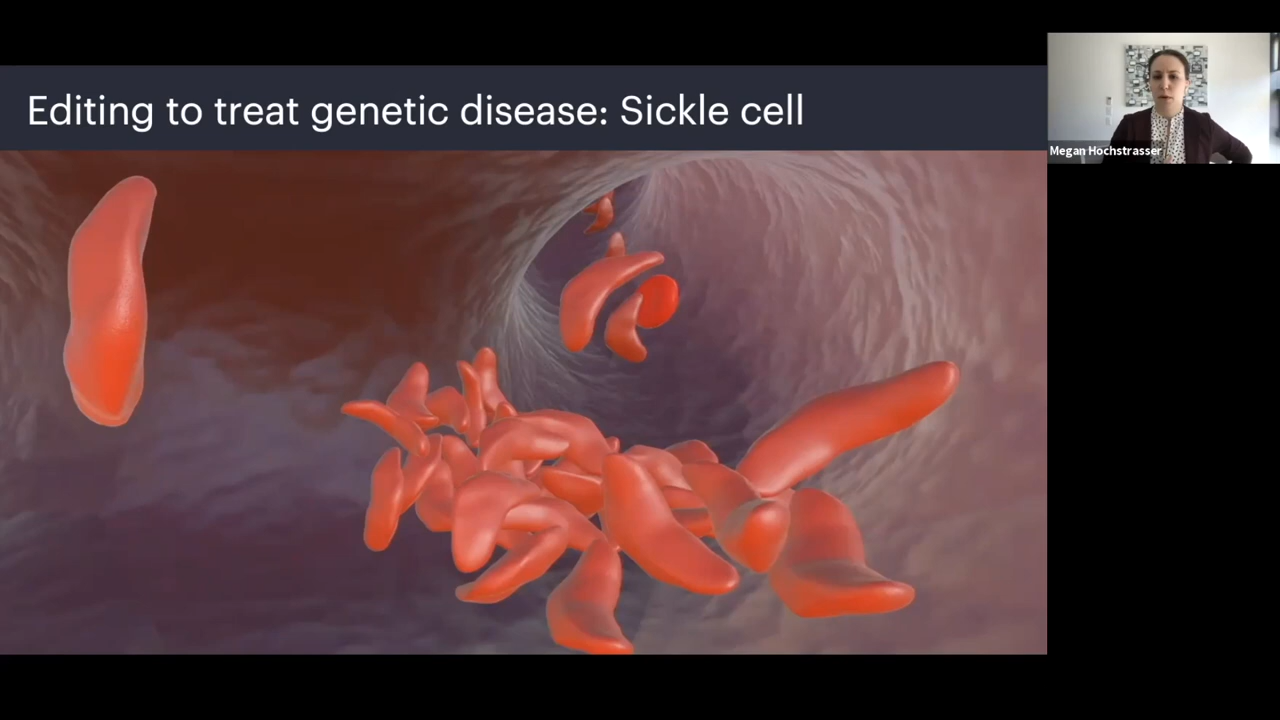 Editing to treat genetic disease: Sickle cell
Megan Hochstrasser